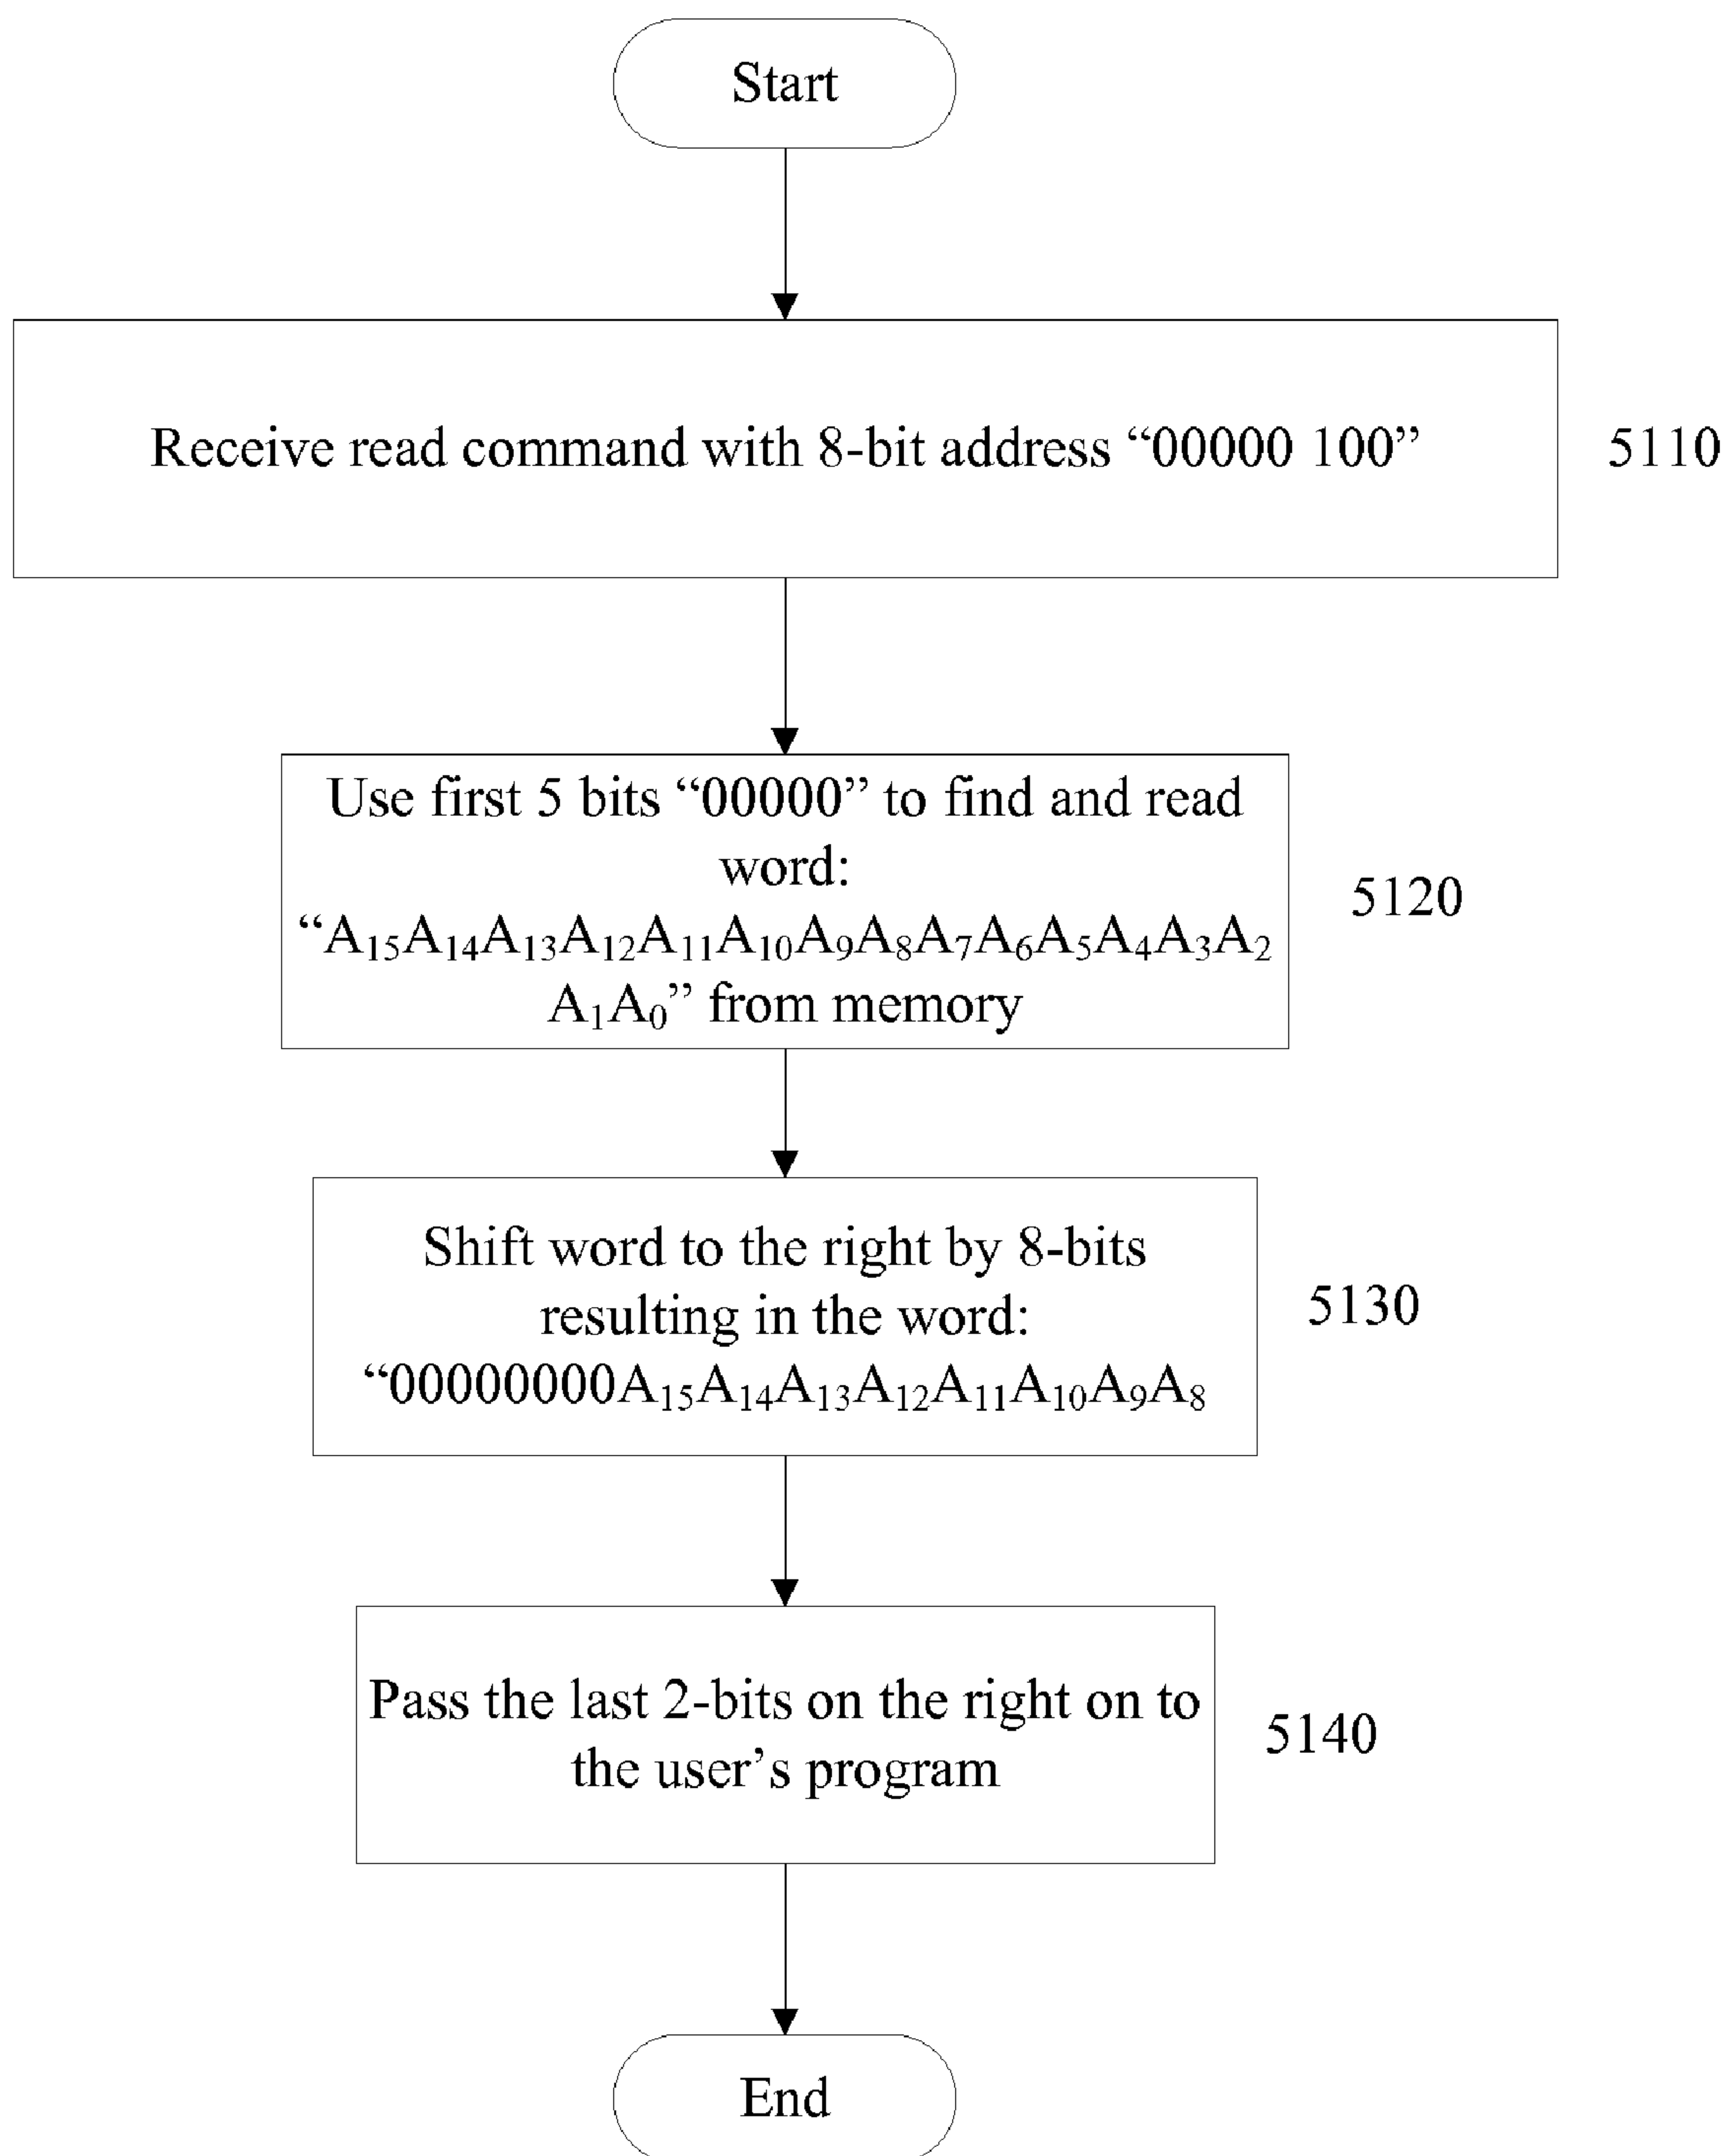 Start
Receive read command with 8-bit address “00000 100”
5110
Use first 5 bits “00000” to find and read
word:
“A₁₅A₁₄A₁₃A₁₂A₁₁A₁₀A₉A₈A₇A₆A₅A₄A₃A₂
A₁A₀” from memory
5120
Shift word to the right by 8-bits
resulting in the word:
“00000000A₁₅A₁₄A₁₃A₁₂A₁₁A₁₀A₉A₈
5130
Pass the last 2-bits on the right on to
the user’s program
5140
End